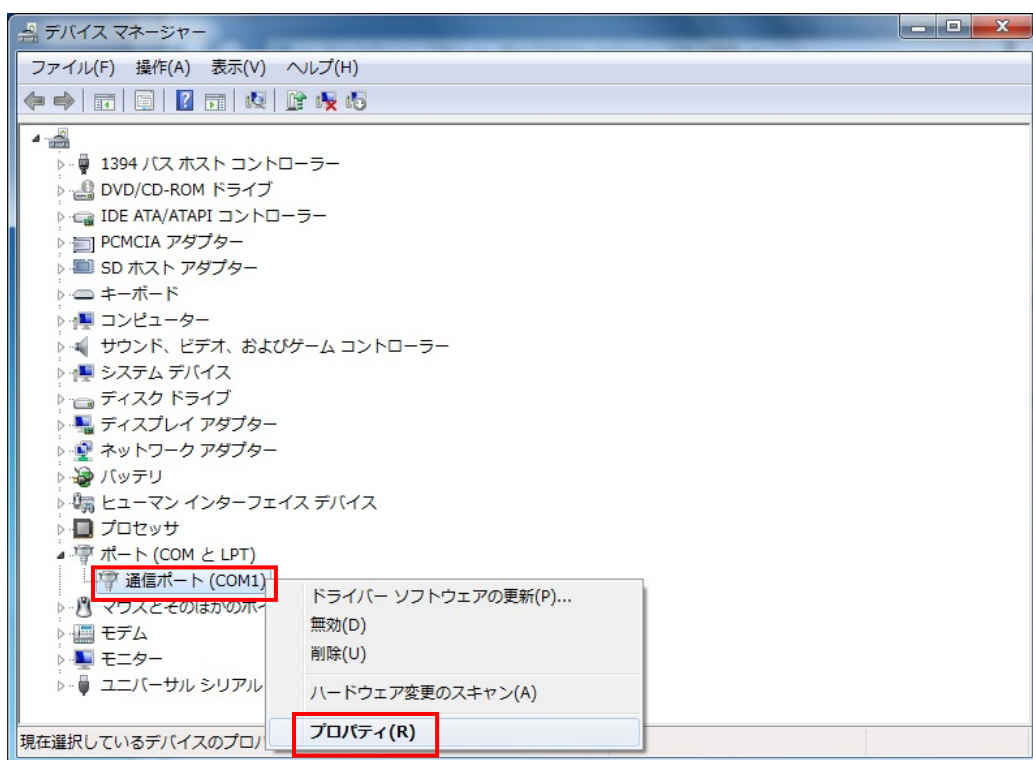 デバイス マネージャー
ファイル(F) 操作(A) 表示(V) ヘルプ(H)
1394 バス ホスト コントローラー
DVD/CD-ROM ドライブ
IDE ATA/ATAPI コントローラー
PCMCIA アダプター
SD ホスト アダプター
キーボード
コンピューター
サウンド、ビデオ、およびゲーム コントローラー
システム デバイス
ディスク ドライブ
ディスプレイ アダプター
ネットワーク アダプター
バッテリ
ヒューマン インターフェイス デバイス
プロセッサ
ポート (COM と LPT)
通信ポート (COM1)
マウスとそのほかのポイ
モデム
モニター
ユニバーサル シリアル
ドライバー ソフトウェアの更新(P)...
無効(D)
削除(U)
ハードウェア変更のスキャン(A)
プロパティ(R)
現在選択しているデバイスのプロパ